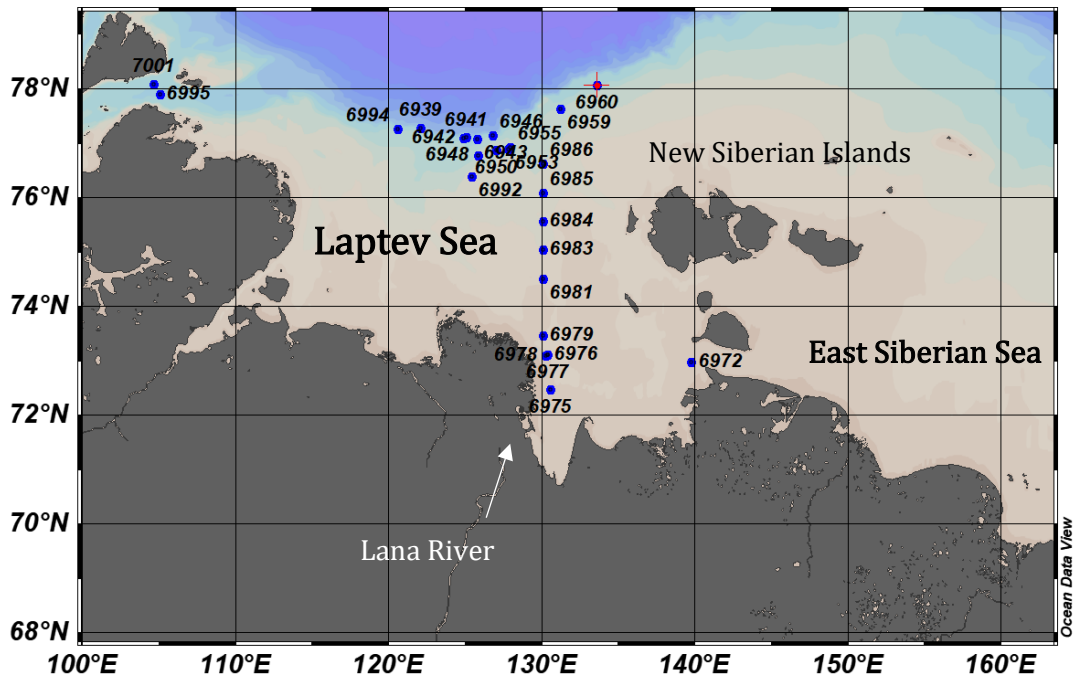 78°N
76°N
74°N
72°N
70°N
68°N
7001
6995
6994
6939
6941
6942
6946
6955
6948
6943
6950
6953
6992
6960
6959
6986
6985
6984
6983
6981
6979
6978
6976
6977
6975
6972
New Siberian Islands
Laptev Sea
East Siberian Sea
Lana River
100°E
110°E
120°E
130°E
140°E
150°E
160°E
Ocean Data View